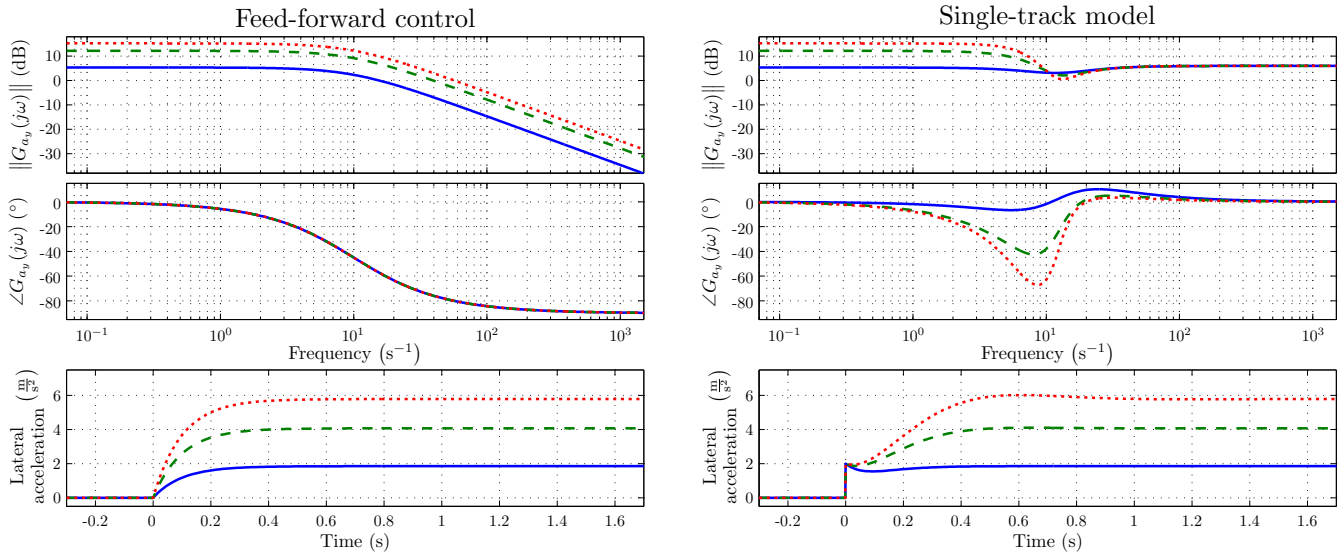 Feed-forward control
||G_{a_y}(jω)|| (dB)
10
0
-10
-20
-30
∠G_{a_y}(jω) (°)
0
-20
-40
-60
-80
10^{-1} 10^{0} 10^{1} 10^{2} 10^{3}
Frequency (s^{-1})
Lateral
acceleration (m/s^2)
6
4
2
0
-0.2 0 0.2 0.4 0.6 0.8 1 1.2 1.4 1.6
Time (s)
Single-track model
||G_{a_y}(jω)|| (dB)
10
0
-10
-20
-30
∠G_{a_y}(jω) (°)
0
-20
-40
-60
-80
10^{-1} 10^{0} 10^{1} 10^{2} 10^{3}
Frequency (s^{-1})
Lateral
acceleration (m/s^2)
6
4
2
0
-0.2 0 0.2 0.4 0.6 0.8 1 1.2 1.4 1.6
Time (s)